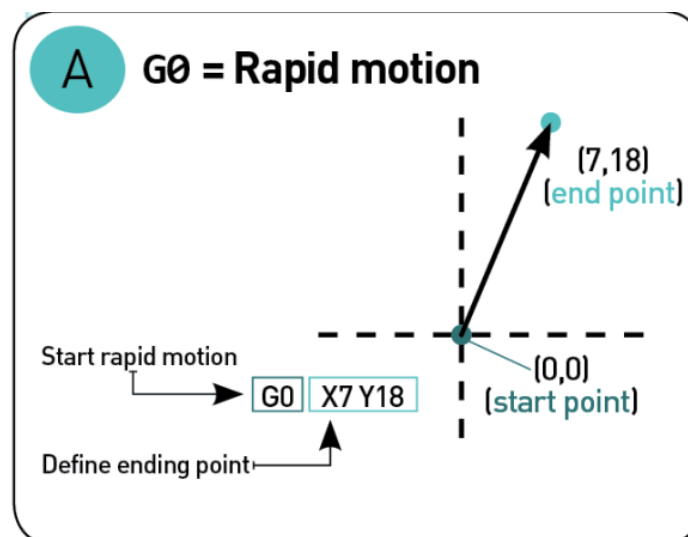 A
G0 = Rapid motion
(7,18)
(end point)
Start rapid motion
(0,0)
G0 X7 Y18
(start point)
Define ending point